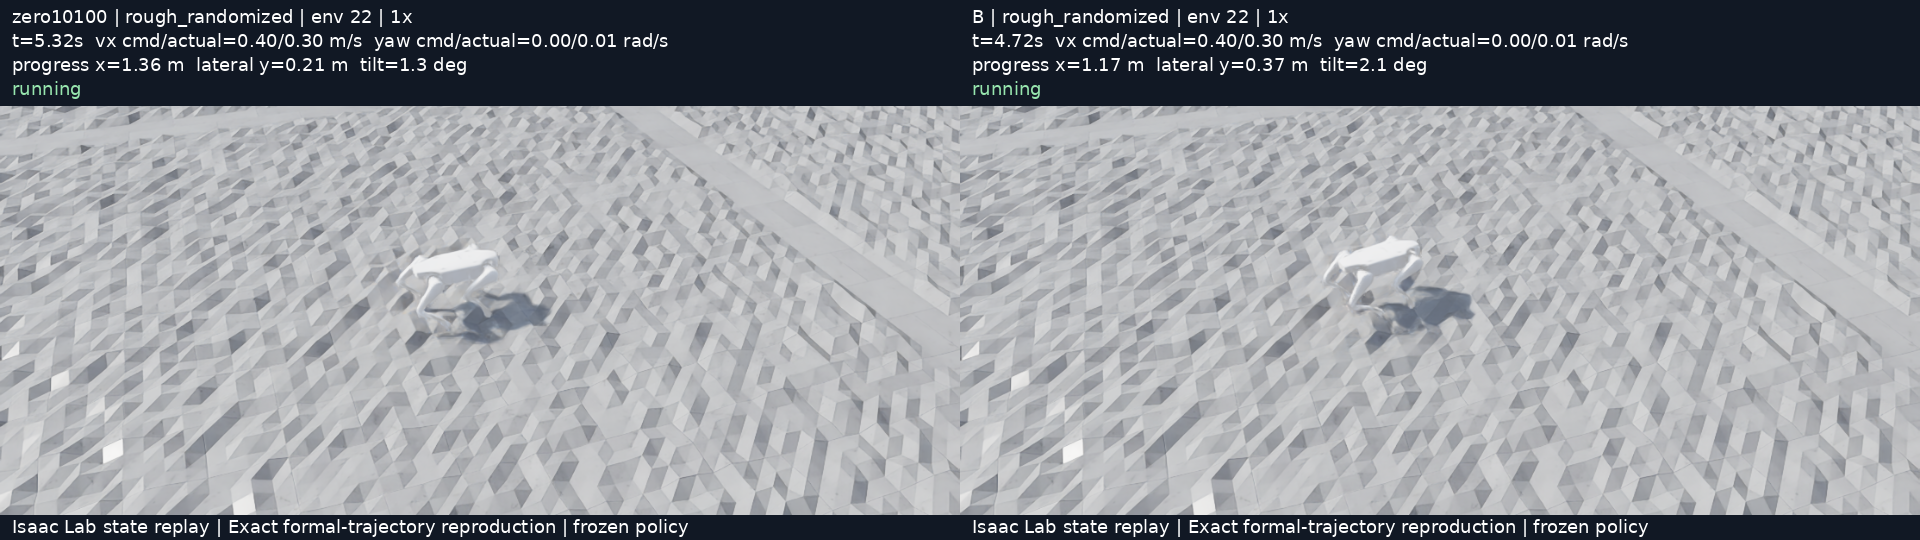 zero10100 | rough_randomized | env 22 | 1x
t=5.32s  vx cmd/actual=0.40/0.30 m/s  yaw cmd/actual=0.00/0.01 rad/s
progress x=1.36 m  lateral y=0.21 m  tilt=1.3 deg
running
Isaac Lab state replay | Exact formal-trajectory reproduction | frozen policy
B | rough_randomized | env 22 | 1x
t=4.72s  vx cmd/actual=0.40/0.30 m/s  yaw cmd/actual=0.00/0.01 rad/s
progress x=1.17 m  lateral y=0.37 m  tilt=2.1 deg
running
Isaac Lab state replay | Exact formal-trajectory reproduction | frozen policy